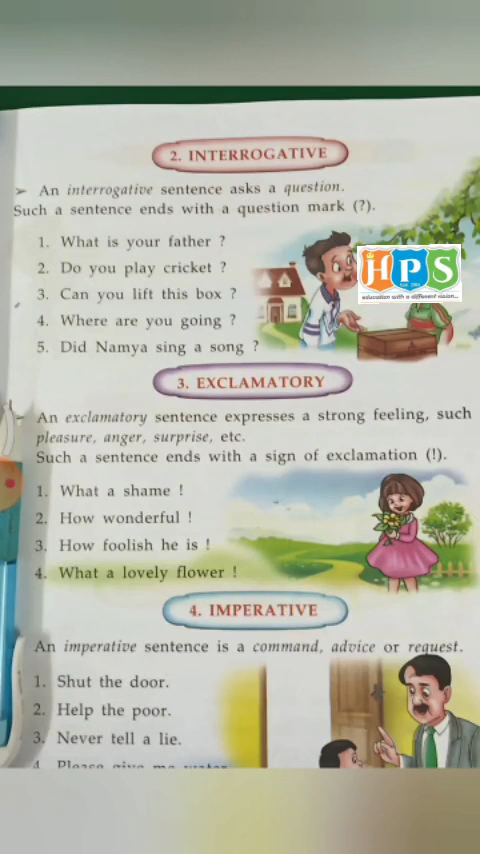 2. INTERROGATIVE
➢ An interrogative sentence asks a question.
Such a sentence ends with a question mark (?).
1. What is your father ?
2. Do you play cricket ?
3. Can you lift this box ?
4. Where are you going ?
5. Did Namya sing a song ?
HPS
education with a different vision...
3. EXCLAMATORY
An exclamatory sentence expresses a strong feeling, such
pleasure, anger, surprise, etc.
Such a sentence ends with a sign of exclamation (!).
1. What a shame !
2. How wonderful !
3. How foolish he is !
4. What a lovely flower !
4. IMPERATIVE
An imperative sentence is a command, advice or request.
1. Shut the door.
2. Help the poor.
3. Never tell a lie.
4. Please give me water